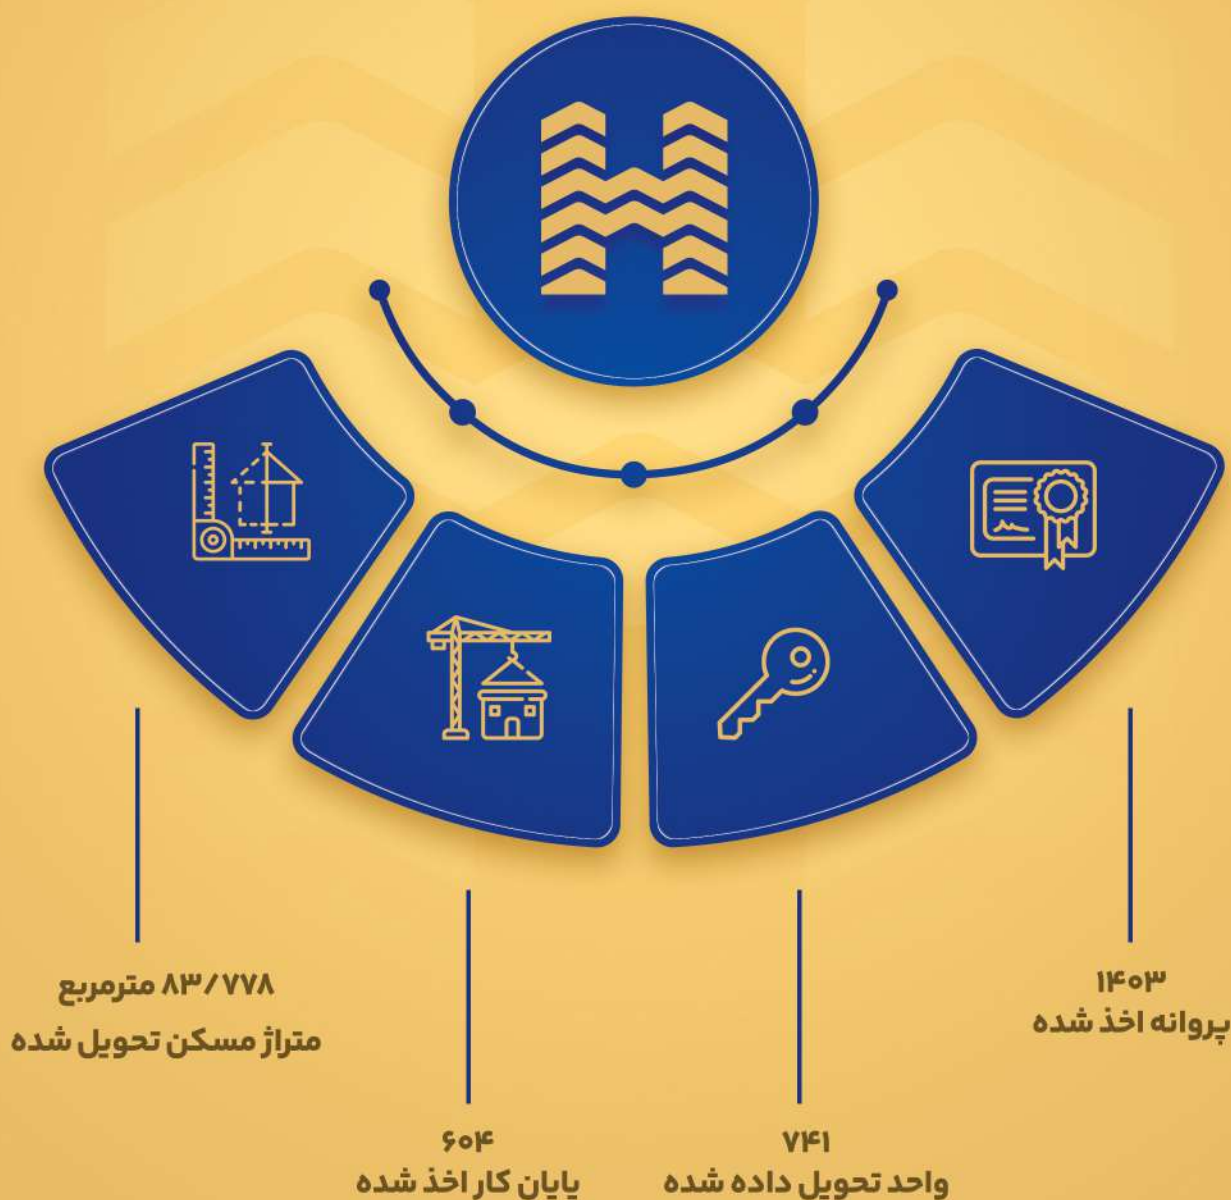 ۱۴۰۳
پروانه اخذ شده
۷۴۱
واحد تحویل داده شده
۶۰۴
پایان کار اخذ شده
۸۳/۷۷۸ مترمربع
متراژ مسکن تحویل شده